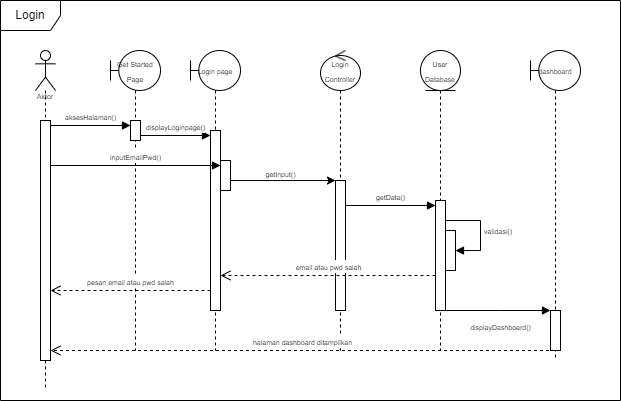 Login
Aktor
Get Started
Page
Login page
Login
Controller
User
Database
dashboard
aksesHalaman()
displayLoginpage()
inputEmailPwd()
getInput()
getData()
validasi()
email atau pwd salah
pesan email atau pwd salah
displayDashboard()
halaman dashboard ditampilkan